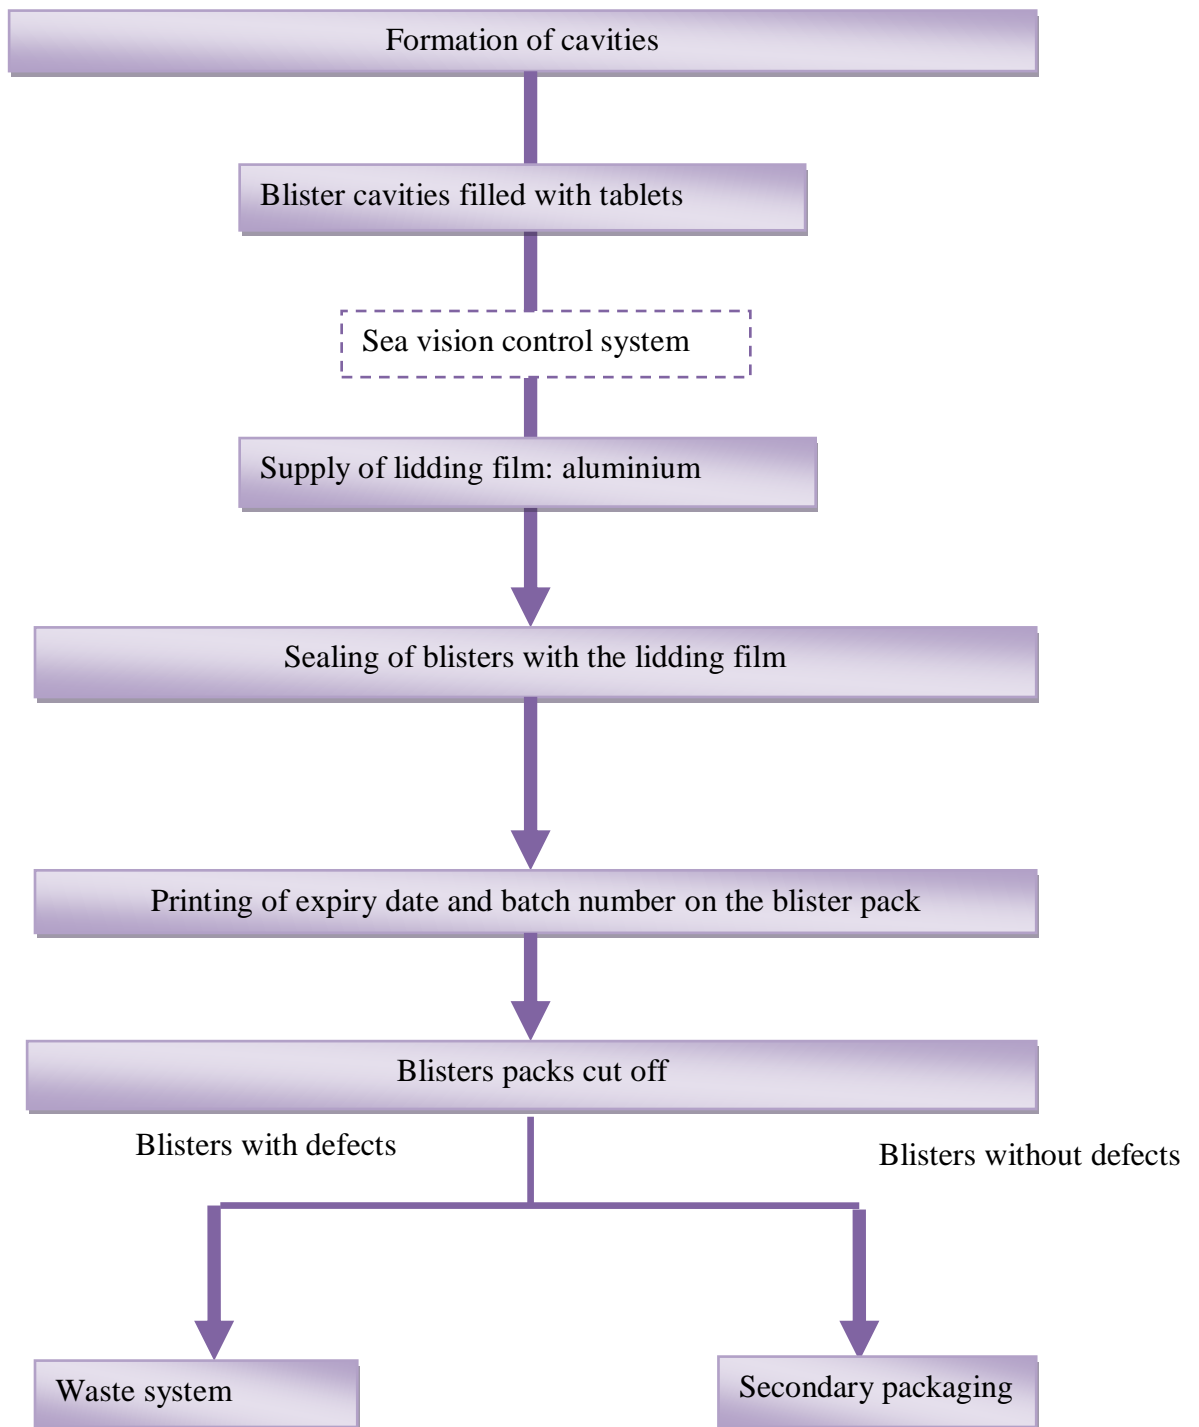 Formation of cavities
Blister cavities filled with tablets
Sea vision control system
Supply of lidding film: aluminium
Sealing of blisters with the lidding film
Printing of expiry date and batch number on the blister pack
Blisters packs cut off
Blisters with defects
Blisters without defects
Waste system
Secondary packaging